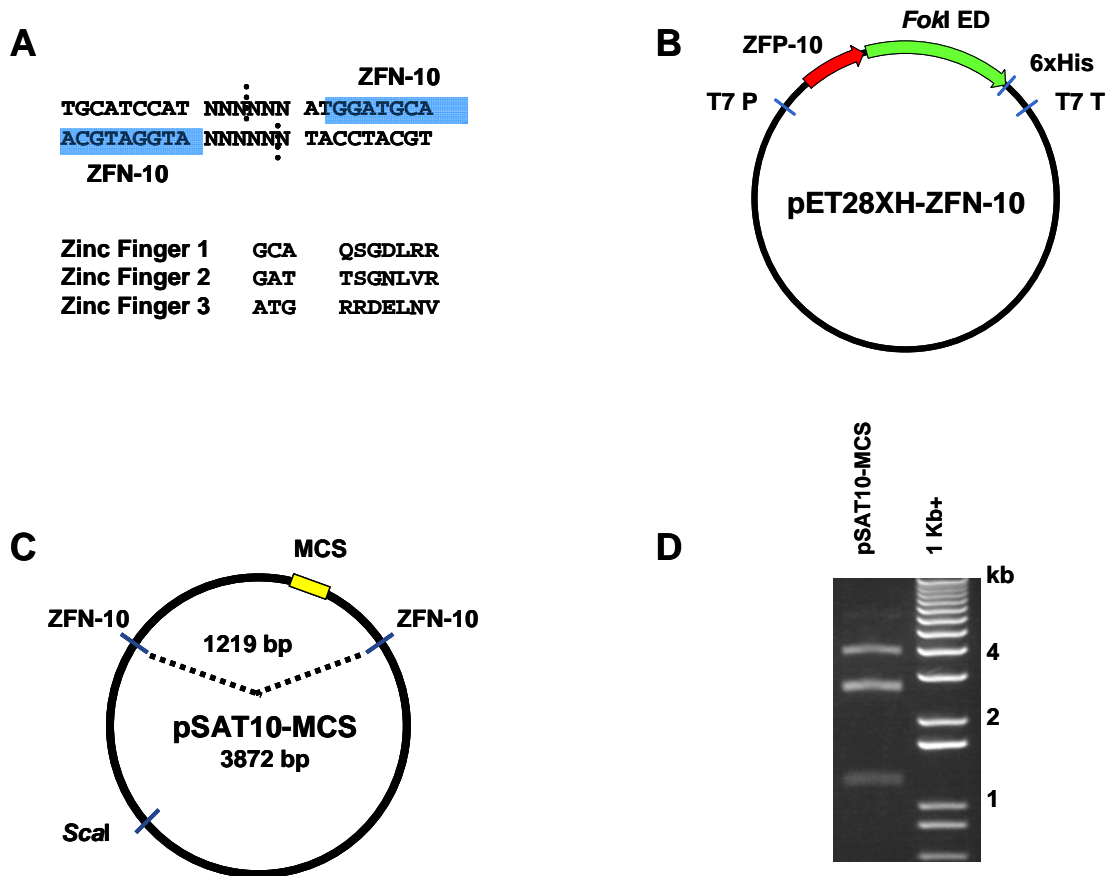 A
ZFN-10
TGCATCCAT NNNNNN ATGGATGCA
ACGTAGGTA NNNNNN TACCTACGT
ZFN-10
Zinc Finger 1 GCA QSGDLRR
Zinc Finger 2 GAT TSGNLVR
Zinc Finger 3 ATG RRDELNV
B
FokI ED
ZFP-10
6xHis
T7 P
T7 T
pET28XH-ZFN-10
C
MCS
ZFN-10
ZFN-10
1219 bp
pSAT10-MCS
3872 bp
ScaI
D
pSAT10-MCS
1 Kb+
kb
4
2
1